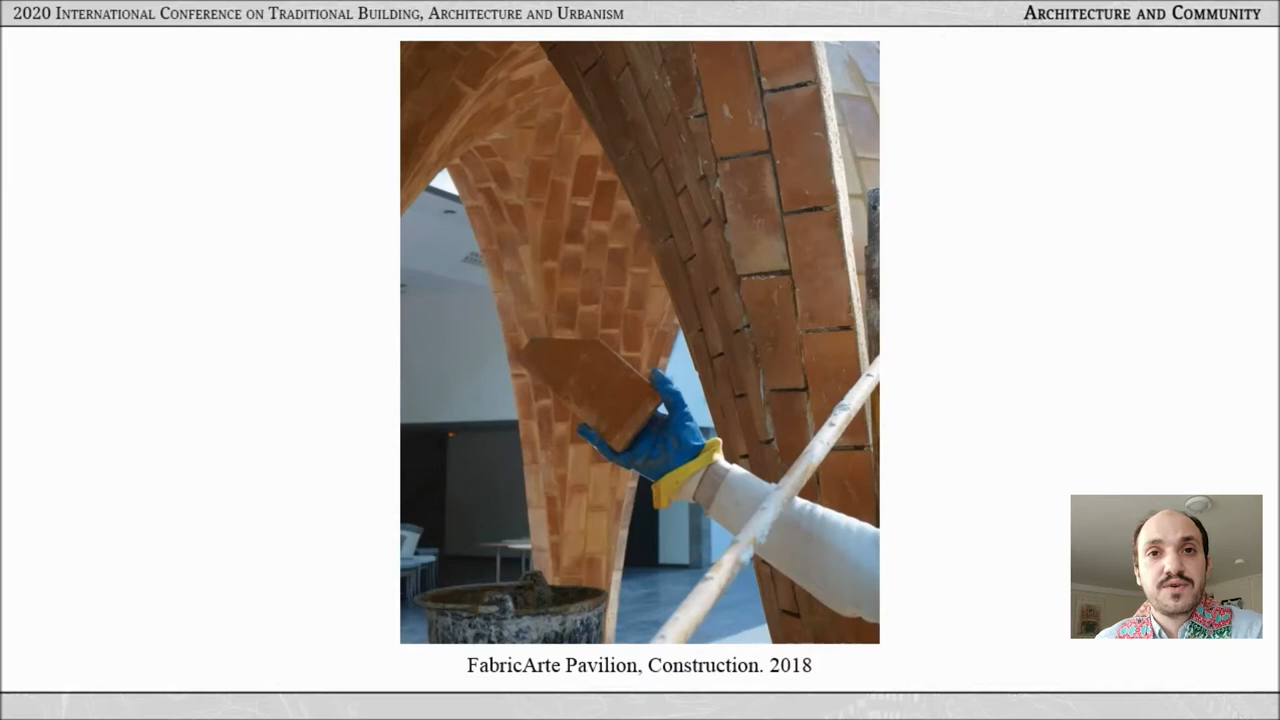 2020 International Conference on Traditional Building, Architecture and Urbanism
Architecture and Community
FabricArte Pavilion, Construction. 2018